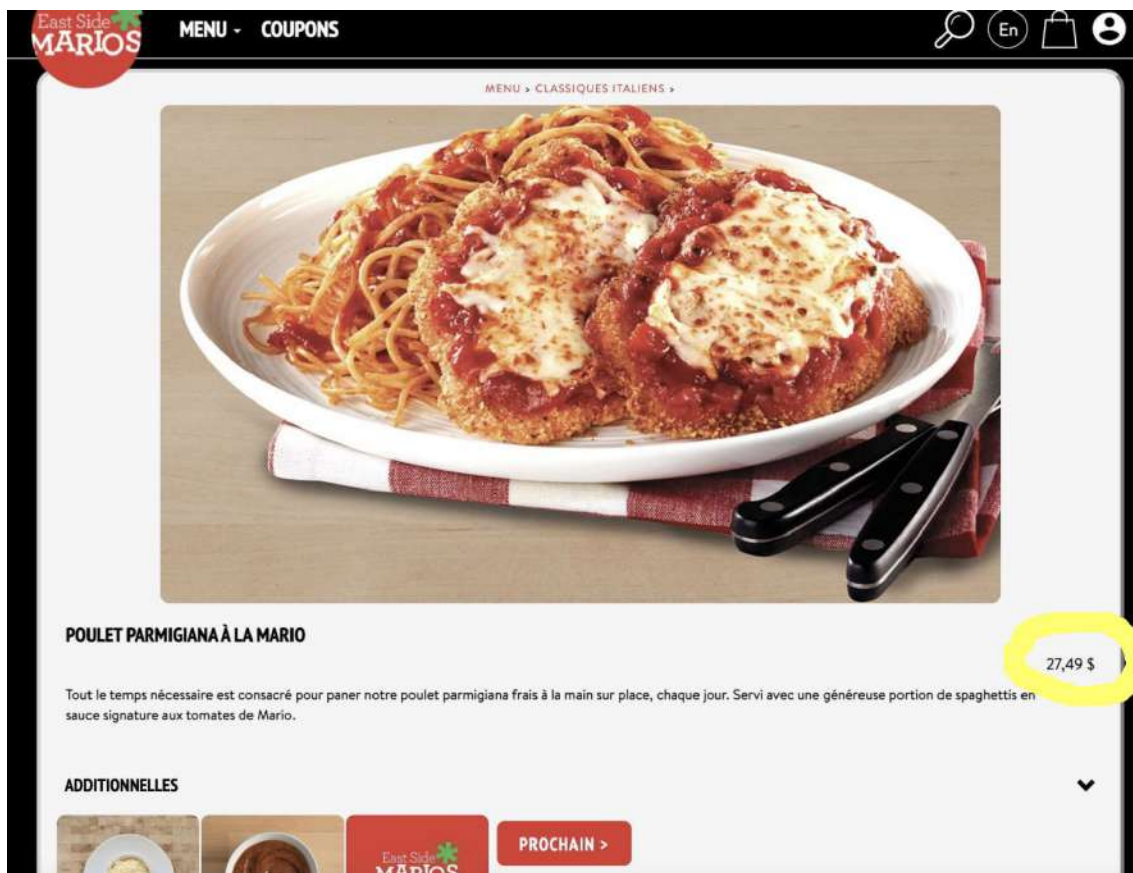 East Side
MARIOS
MENU
COUPONS
En
MENU > CLASSIQUES ITALIENS >
POULET PARMIGIANA À LA MARIO
27,49 $
Tout le temps nécessaire est consacré pour paner notre poulet parmigiana frais à la main sur place, chaque jour. Servi avec une généreuse portion de spaghettis en
sauce signature aux tomates de Mario.
ADDITIONNELLES
East Side
MARIOS
PROCHAIN >